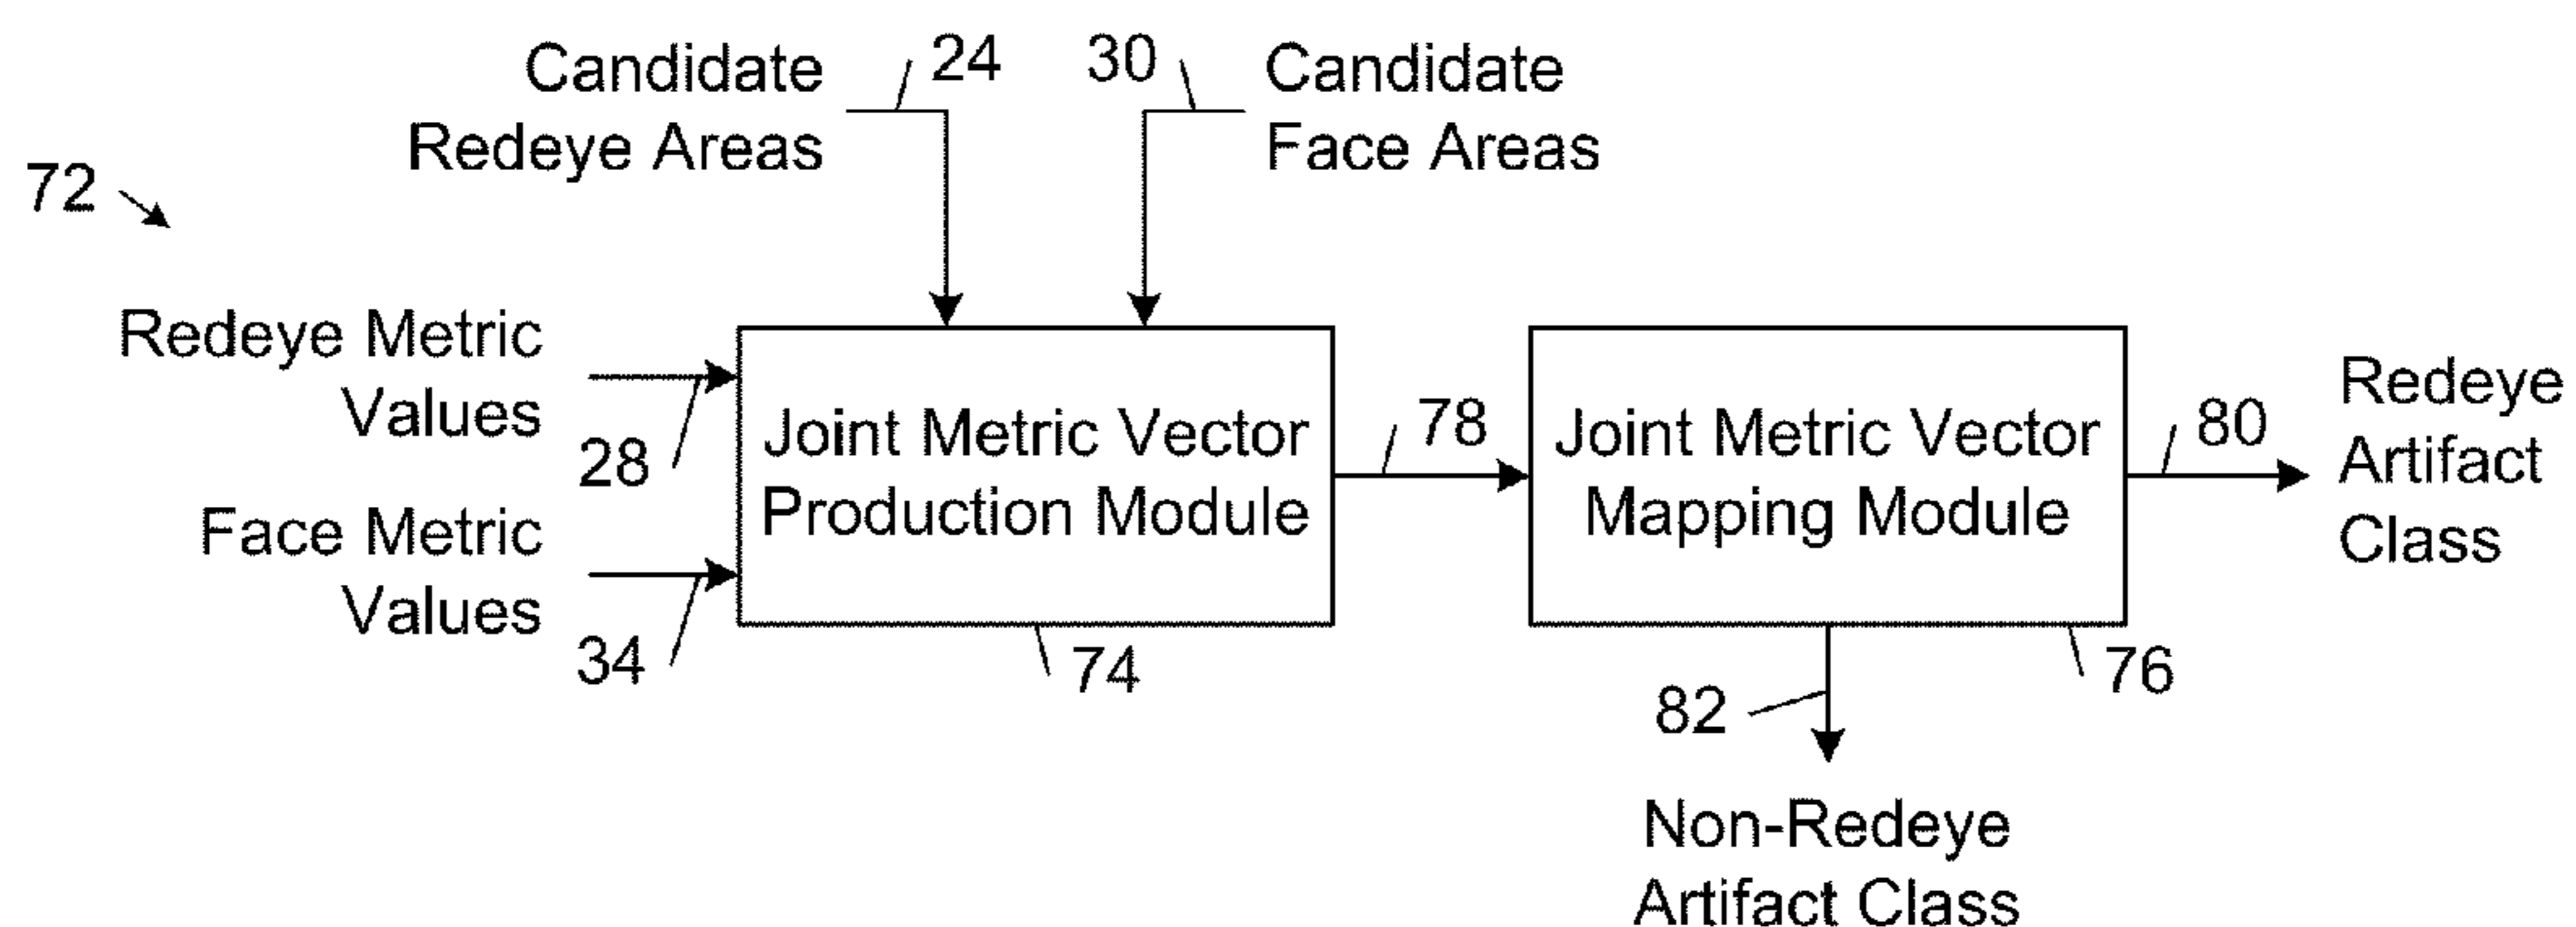 Candidate
Redeye Areas
24
30
Candidate
Face Areas
72
Redeye Metric
Values
28
Face Metric
Values
34
Joint Metric Vector
Production Module
74
78
Joint Metric Vector
Mapping Module
76
80
Redeye
Artifact
Class
82
Non-Redeye
Artifact Class